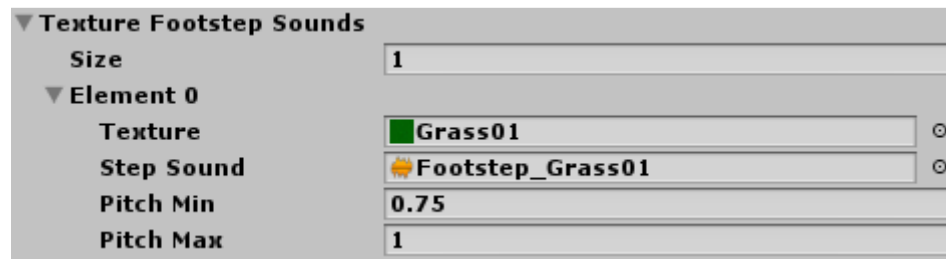 Texture Footstep Sounds
Size 1
Element 0
Texture Grass01
Step Sound Footstep_Grass01
Pitch Min 0.75
Pitch Max 1